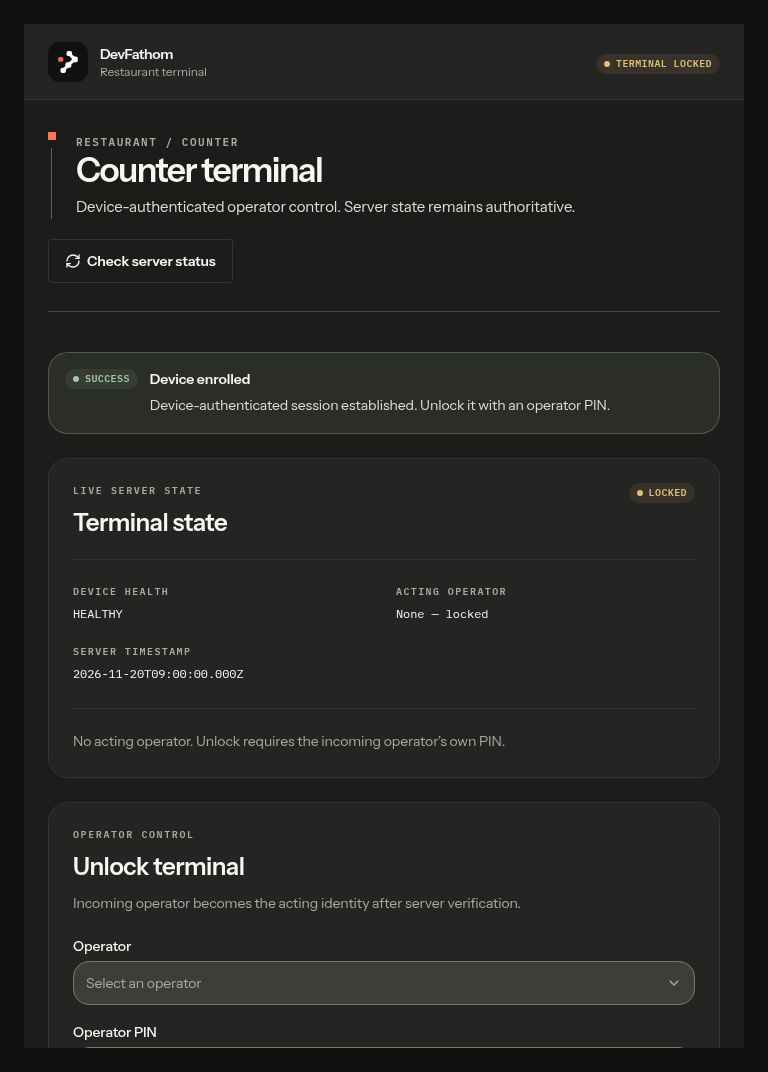 DevFathom
Restaurant terminal
TERMINAL LOCKED
RESTAURANT / COUNTER
Counter terminal
Device-authenticated operator control. Server state remains authoritative.
Check server status
SUCCESS
Device enrolled
Device-authenticated session established. Unlock it with an operator PIN.
LIVE SERVER STATE
LOCKED
Terminal state
DEVICE HEALTH
HEALTHY
ACTING OPERATOR
None — locked
SERVER TIMESTAMP
2026-11-20T09:00:00.000Z
No acting operator. Unlock requires the incoming operator's own PIN.
OPERATOR CONTROL
Unlock terminal
Incoming operator becomes the acting identity after server verification.
Operator
Select an operator
Operator PIN